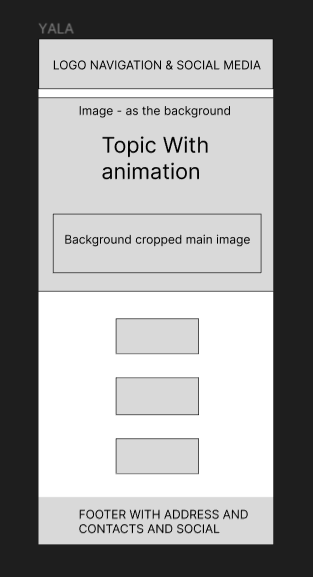 YALA
LOGO NAVIGATION & SOCIAL MEDIA
Image - as the background
Topic With
animation
Background cropped main image
FOOTER WITH ADDRESS AND
CONTACTS AND SOCIAL